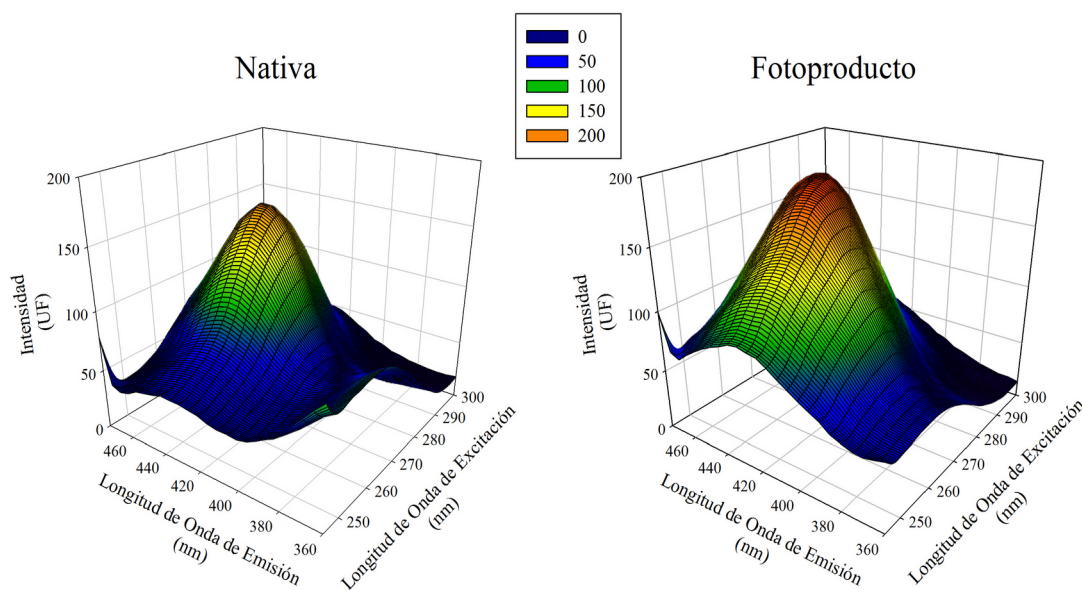 Nativa
0
50
100
150
200
Fotoproducto
200
150
100
50
0
Intensidad
(UF)
460
440
420
400
380
360
Longitud de Onda de Emisión
(nm)
250
260
270
280
290
300
Longitud de Onda de Excitación
(nm)
200
150
100
50
0
Intensidad
(UF)
460
440
420
400
380
360
Longitud de Onda de Emisión
(nm)
250
260
270
280
290
300
Longitud de Onda de Excitación
(nm)